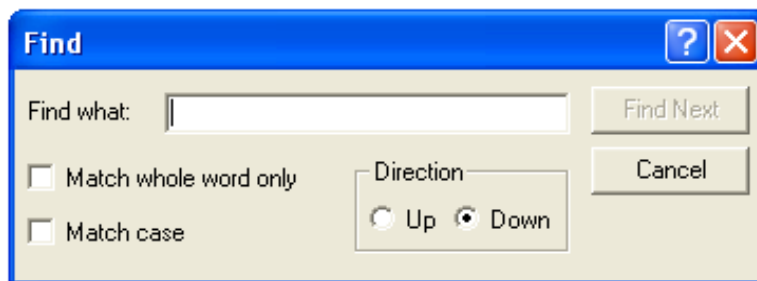 Find
Find what:
Find Next
Match whole word only
Direction
Cancel
Up
Down
Match case